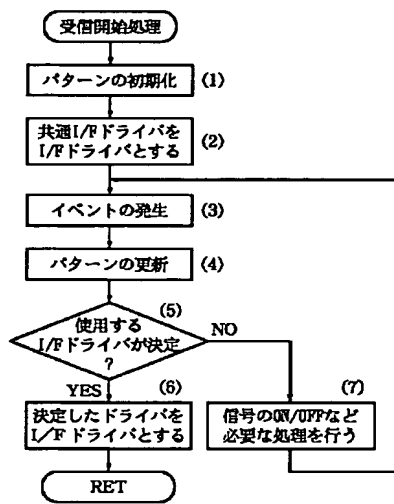 受信開始処理
パターンの初期化
(1)
共通I/Fドライバを
I/Fドライバとする
(2)
イベントの発生
(3)
パターンの更新
(4)
(5)
使用する
I/Fドライバが決定
?
NO
YES
(6)
決定したドライバを
I/Fドライバとする
(7)
信号のON/OFFなど
必要な処理を行う
RET